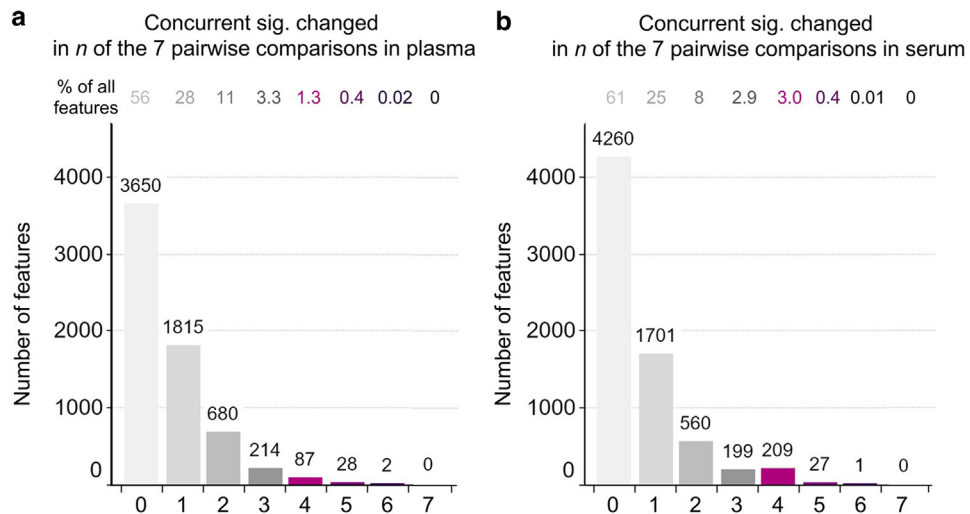 a
Concurrent sig. changed
in n of the 7 pairwise comparisons in plasma
% of all
features
56 28 11 3.3 1.3 0.4 0.02 0
Number of features
4000
3000
2000
1000
0
3650
1815
680
214
87
28
2
0
0 1 2 3 4 5 6 7
b
Concurrent sig. changed
in n of the 7 pairwise comparisons in serum
61 25 8 2.9 3.0 0.4 0.01 0
Number of features
4000
3000
2000
1000
0
4260
1701
560
199
209
27
1
0
0 1 2 3 4 5 6 7